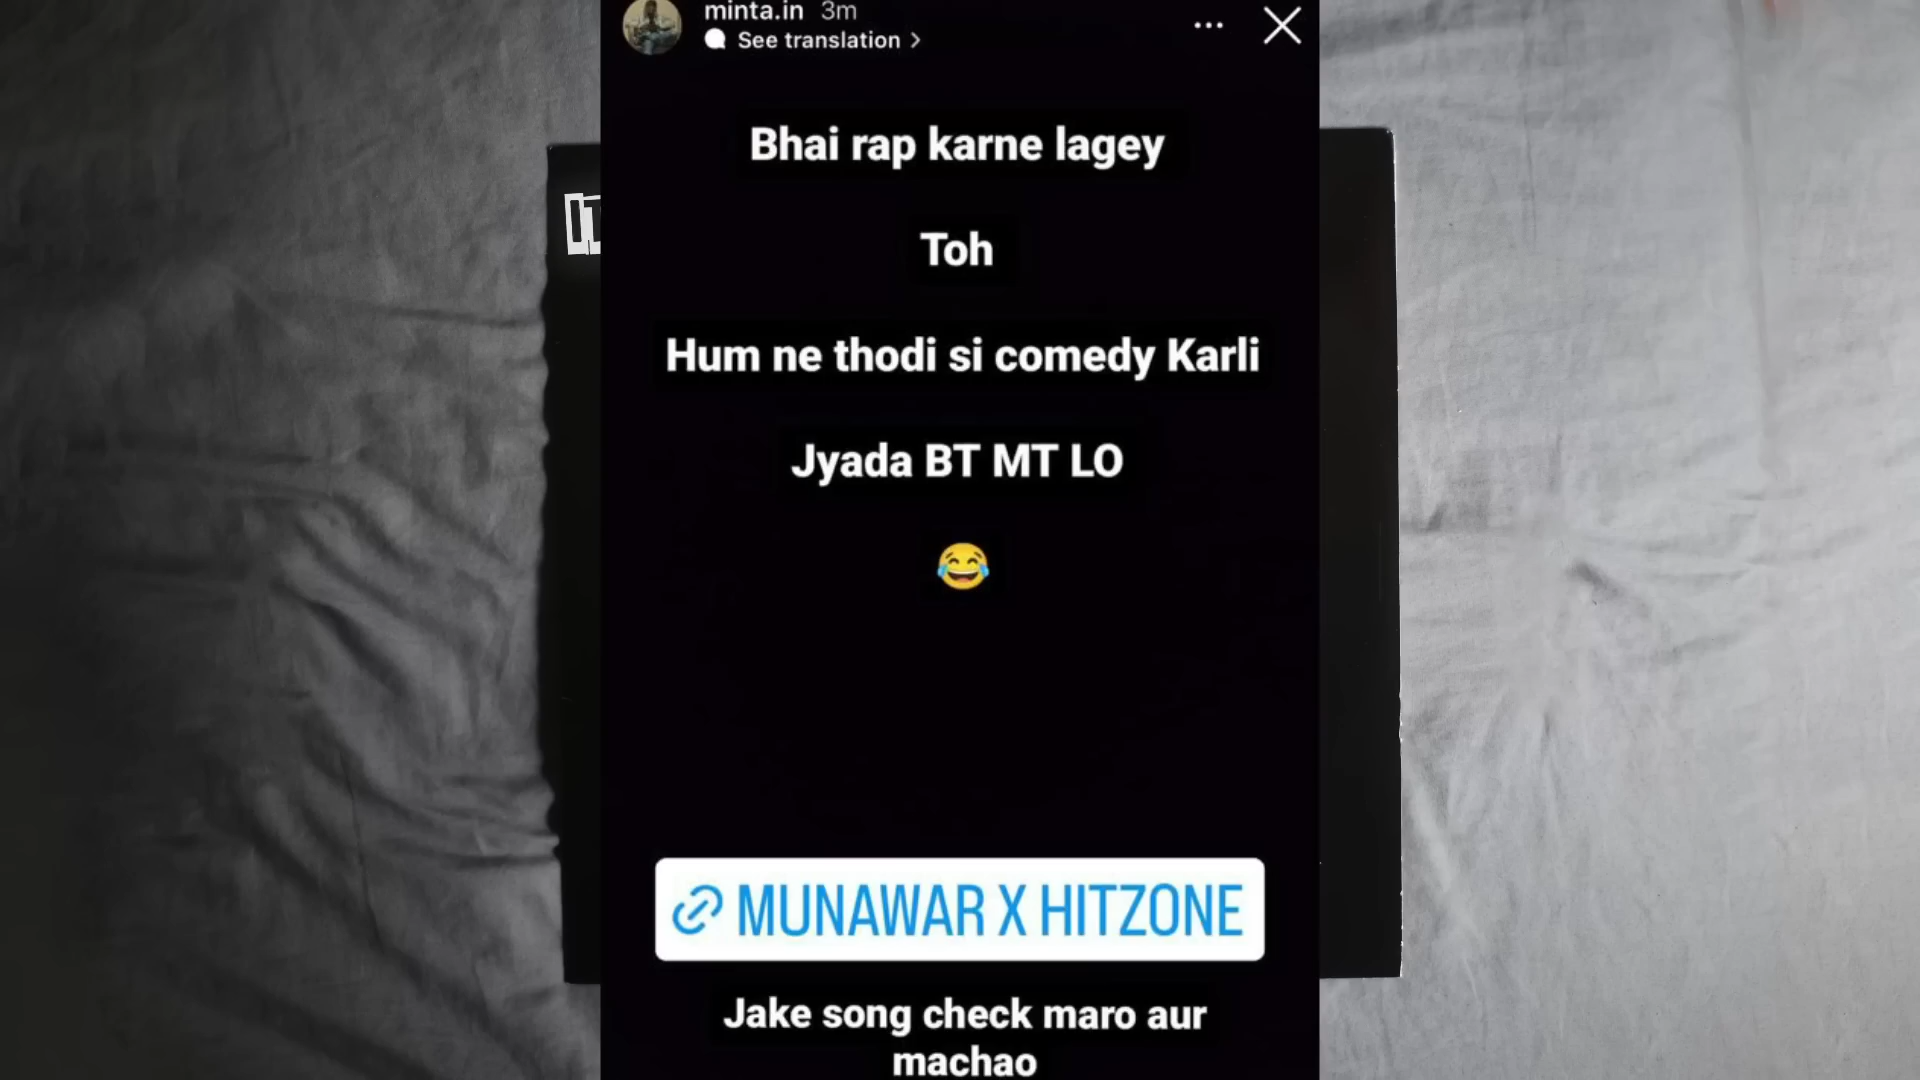 minta.in 3m
See translation >
Bhai rap karne lagey
Toh
Hum ne thodi si comedy Karli
Jyada BT MT LO
😂
MUNAWAR X HITZONE
Jake song check maro aur
machao